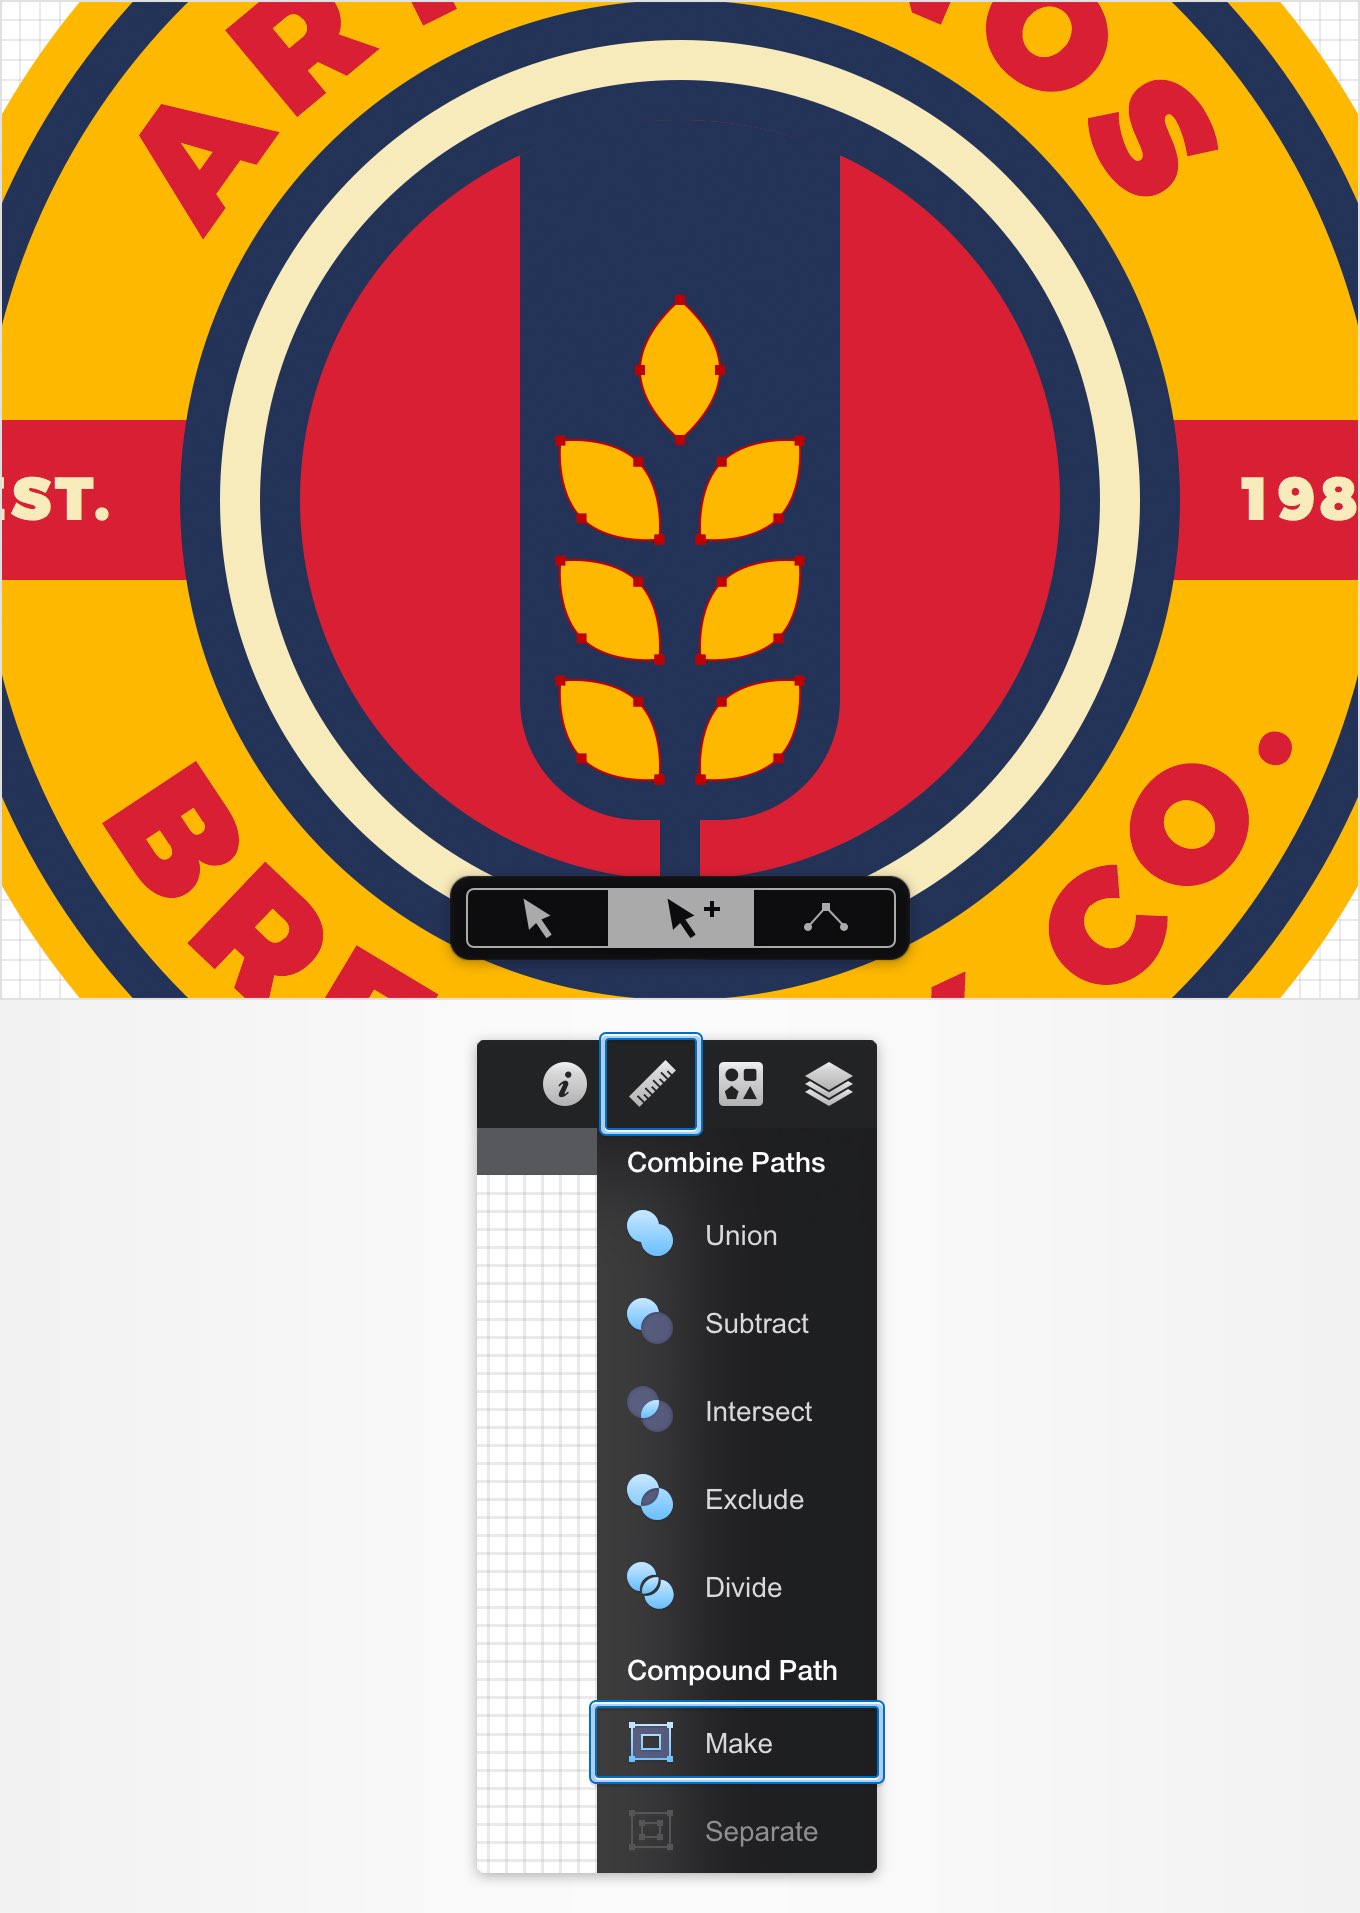 AR
OS
EST.
198
BRE
CO.
Combine Paths
Union
Subtract
Intersect
Exclude
Divide
Compound Path
Make
Separate